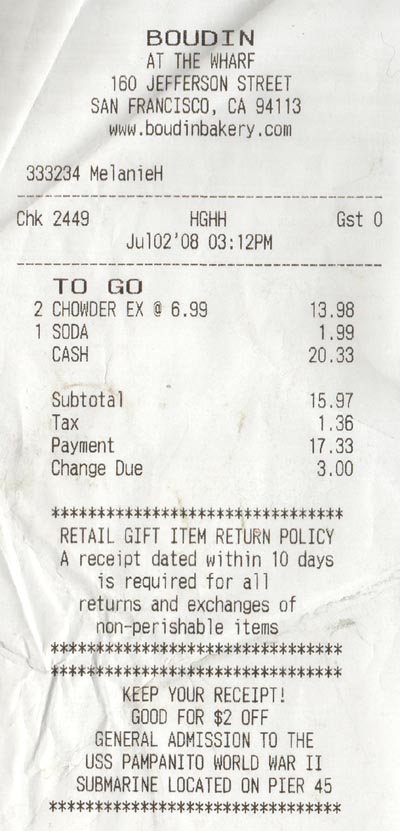 BOUDIN
AT THE WHARF
160 JEFFERSON STREET
SAN FRANCISCO, CA 94113
www.boudinbakery.com
333234 MelanieH
Chk 2449 HGHH Gst 0
Jul02'08 03:12PM
TO GO
2 CHOWDER EX @ 6.99 13.98
1 SODA 1.99
CASH 20.33
Subtotal 15.97
Tax 1.36
Payment 17.33
Change Due 3.00
********************************
RETAIL GIFT ITEM RETURN POLICY
A receipt dated within 10 days
is required for all
returns and exchanges of
non-perishable items
********************************
********************************
KEEP YOUR RECEIPT!
GOOD FOR $2 OFF
GENERAL ADMISSION TO THE
USS PAMPANITO WORLD WAR II
SUBMARINE LOCATED ON PIER 45
********************************